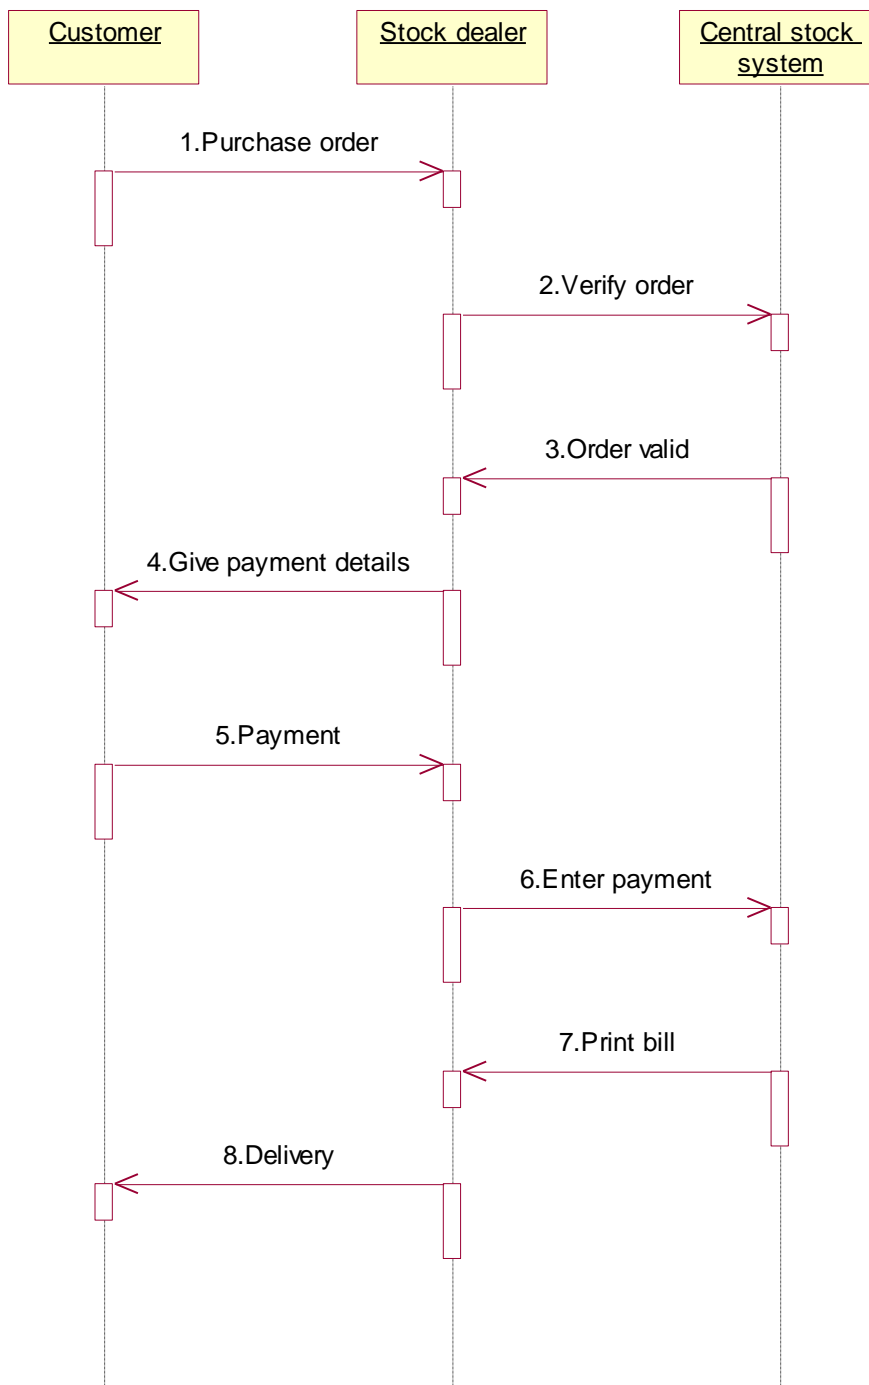 Customer
Stock dealer
Central stock
system
1.Purchase order
2.Verify order
3.Order valid
4.Give payment details
5.Payment
6.Enter payment
7.Print bill
8.Delivery